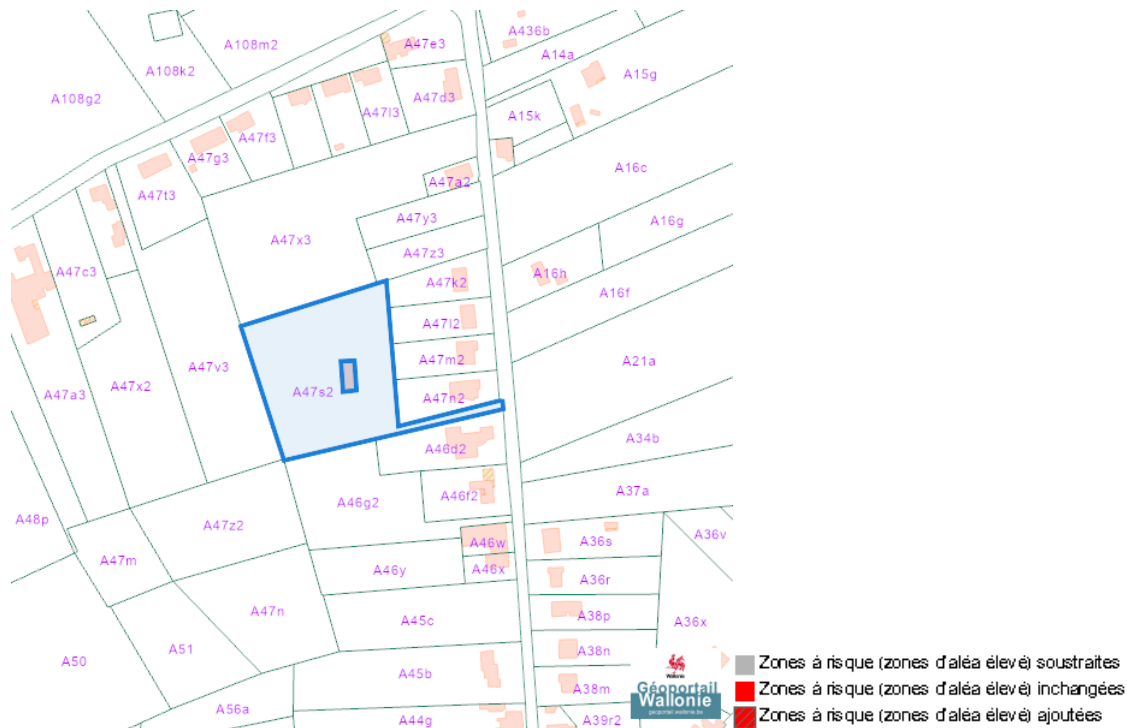 A108m2
A47e3
A436b
A14a
A108k2
A108g2
A15g
A47d3
A47l3
A15k
A47f3
A47g3
A47t3
A47a2
A16c
A47y3
A16g
A47x3
A47z3
A47c3
A16h
A47k2
A16f
A47l2
A47m2
A21a
A47v3
A47x2
A47a3
A47s2
A47n2
A46d2
A34b
A37a
A46f2
A46g2
A48p
A47z2
A36v
A46w
A36s
A47m
A46y
A46x
A36r
A47n
A45c
A38p
A36x
A51
A50
A38n
A45b
A38m
A56a
A44g
A39r2
Wallonie
Géoportail
Wallonie
geoportail.wallonie.be
Zones à risque (zones d'aléa élevé) soustraites
Zones à risque (zones d'aléa élevé) inchangées
Zones à risque (zones d'aléa élevé) ajoutées